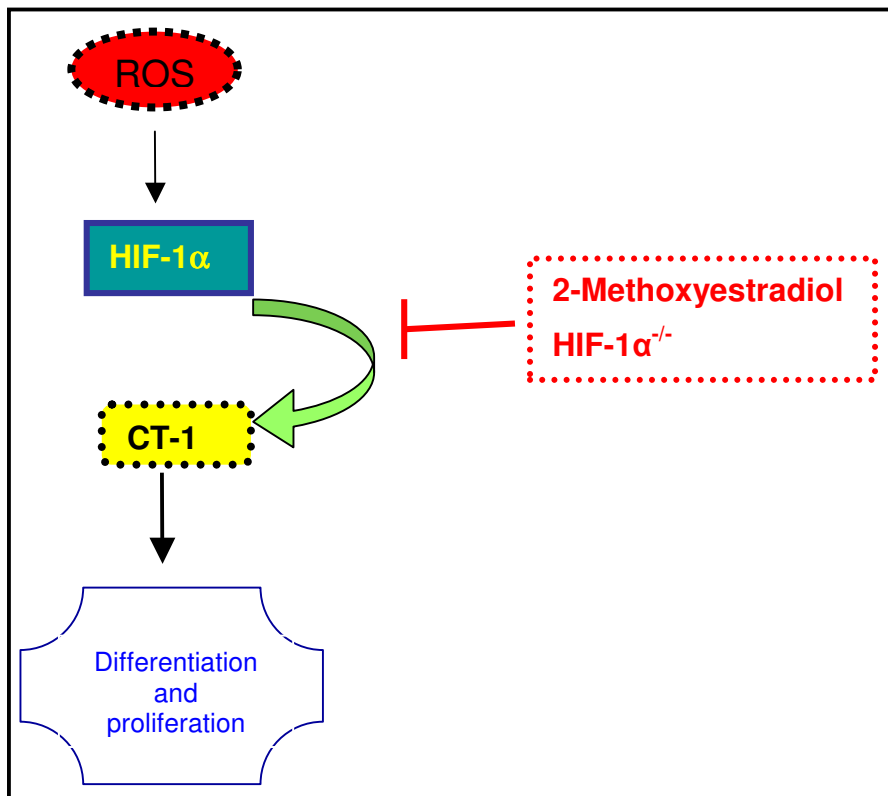 ROS
HIF-1α
2-Methoxyestradiol
HIF-1α-/-
CT-1
Differentiation
and
proliferation